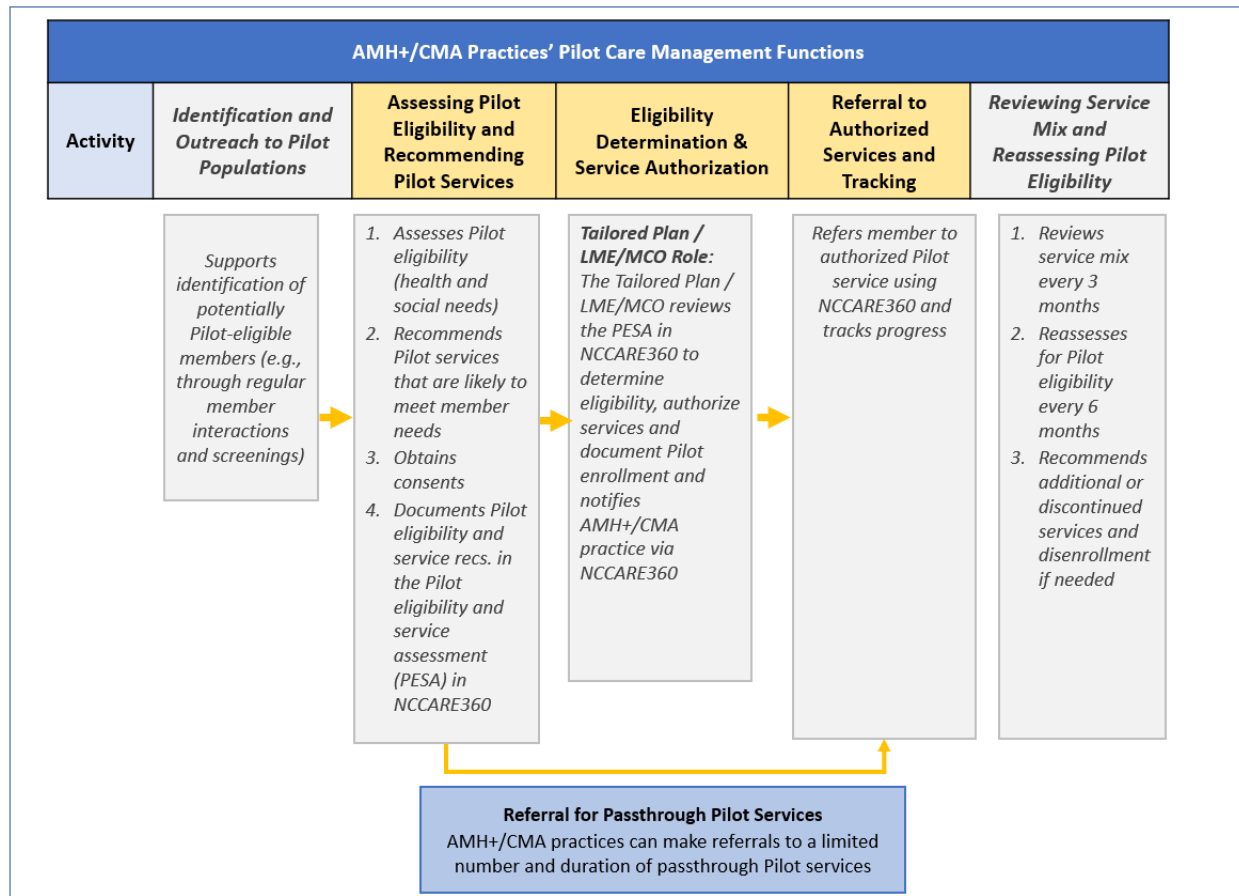 AMH+/CMA Practices' Pilot Care Management Functions
Activity
Identification and
Outreach to Pilot
Populations
Assessing Pilot
Eligibility and
Recommending
Pilot Services
Eligibility
Determination &
Service Authorization
Referral to
Authorized
Services and
Tracking
Reviewing Service
Mix and
Reassessing Pilot
Eligibility
Supports
identification of
potentially
Pilot-eligible
members (e.g.,
through regular
member
interactions
and screenings)
1. Assesses Pilot
eligibility
(health and
social needs)
2. Recommends
Pilot services
that are likely to
meet member
needs
3. Obtains
consents
4. Documents Pilot
eligibility and
service recs. in
the Pilot
eligibility and
service
assessment
(PESA) in
NCCARE360
Tailored Plan /
LME/MCO Role:
The Tailored Plan /
LME/MCO reviews
the PESA in
NCCARE360 to
determine
eligibility, authorize
services and
document Pilot
enrollment and
notifies
AMH+/CMA
practice via
NCCARE360
Refers member to
authorized Pilot
service using
NCCARE360 and
tracks progress
1. Reviews
service mix
every 3
months
2. Reassesses
for Pilot
eligibility
every 6
months
3. Recommends
additional or
discontinued
services and
disenrollment
if needed
Referral for Passthrough Pilot Services
AMH+/CMA practices can make referrals to a limited
number and duration of passthrough Pilot services